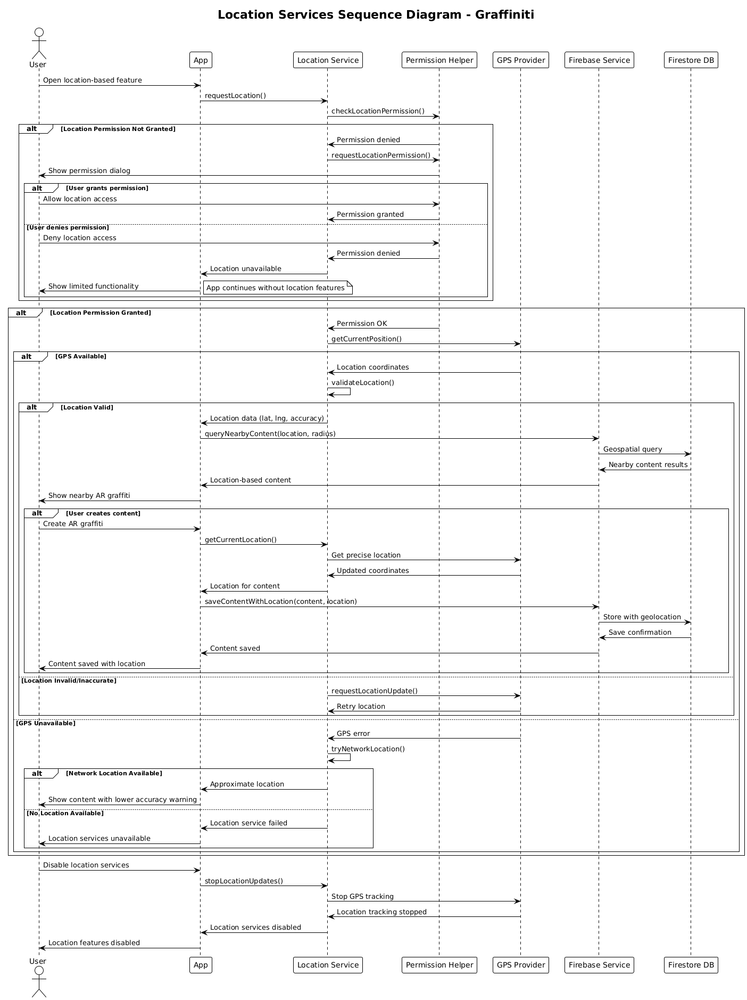 Location Services Sequence Diagram - Graffiniti
User
App
Location Service
Permission Helper
GPS Provider
Firebase Service
Firestore DB
Open location-based feature
requestLocation()
checkLocationPermission()
alt [Location Permission Not Granted]
Permission denied
requestLocationPermission()
Show permission dialog
alt [User grants permission]
Allow location access
Permission granted
[User denies permission]
Deny location access
Permission denied
Location unavailable
Show limited functionality
App continues without location features
alt [Location Permission Granted]
Permission OK
getCurrentPosition()
alt [GPS Available]
Location coordinates
validateLocation()
alt [Location Valid]
Location data (lat, lng, accuracy)
queryNearbyContent(location, radius)
Geospatial query
Nearby content results
Location-based content
Show nearby AR graffiti
alt [User creates content]
Create AR graffiti
getCurrentLocation()
Get precise location
Updated coordinates
Location for content
saveContentWithLocation(content, location)
Store with geolocation
Save confirmation
Content saved
Content saved with location
[Location Invalid/Inaccurate]
requestLocationUpdate()
Retry location
[GPS Unavailable]
GPS error
tryNetworkLocation()
alt [Network Location Available]
Approximate location
Show content with lower accuracy warning
[No Location Available]
Location service failed
Location services unavailable
Disable location services
stopLocationUpdates()
Stop GPS tracking
Location tracking stopped
Location services disabled
Location features disabled
User
App
Location Service
Permission Helper
GPS Provider
Firebase Service
Firestore DB